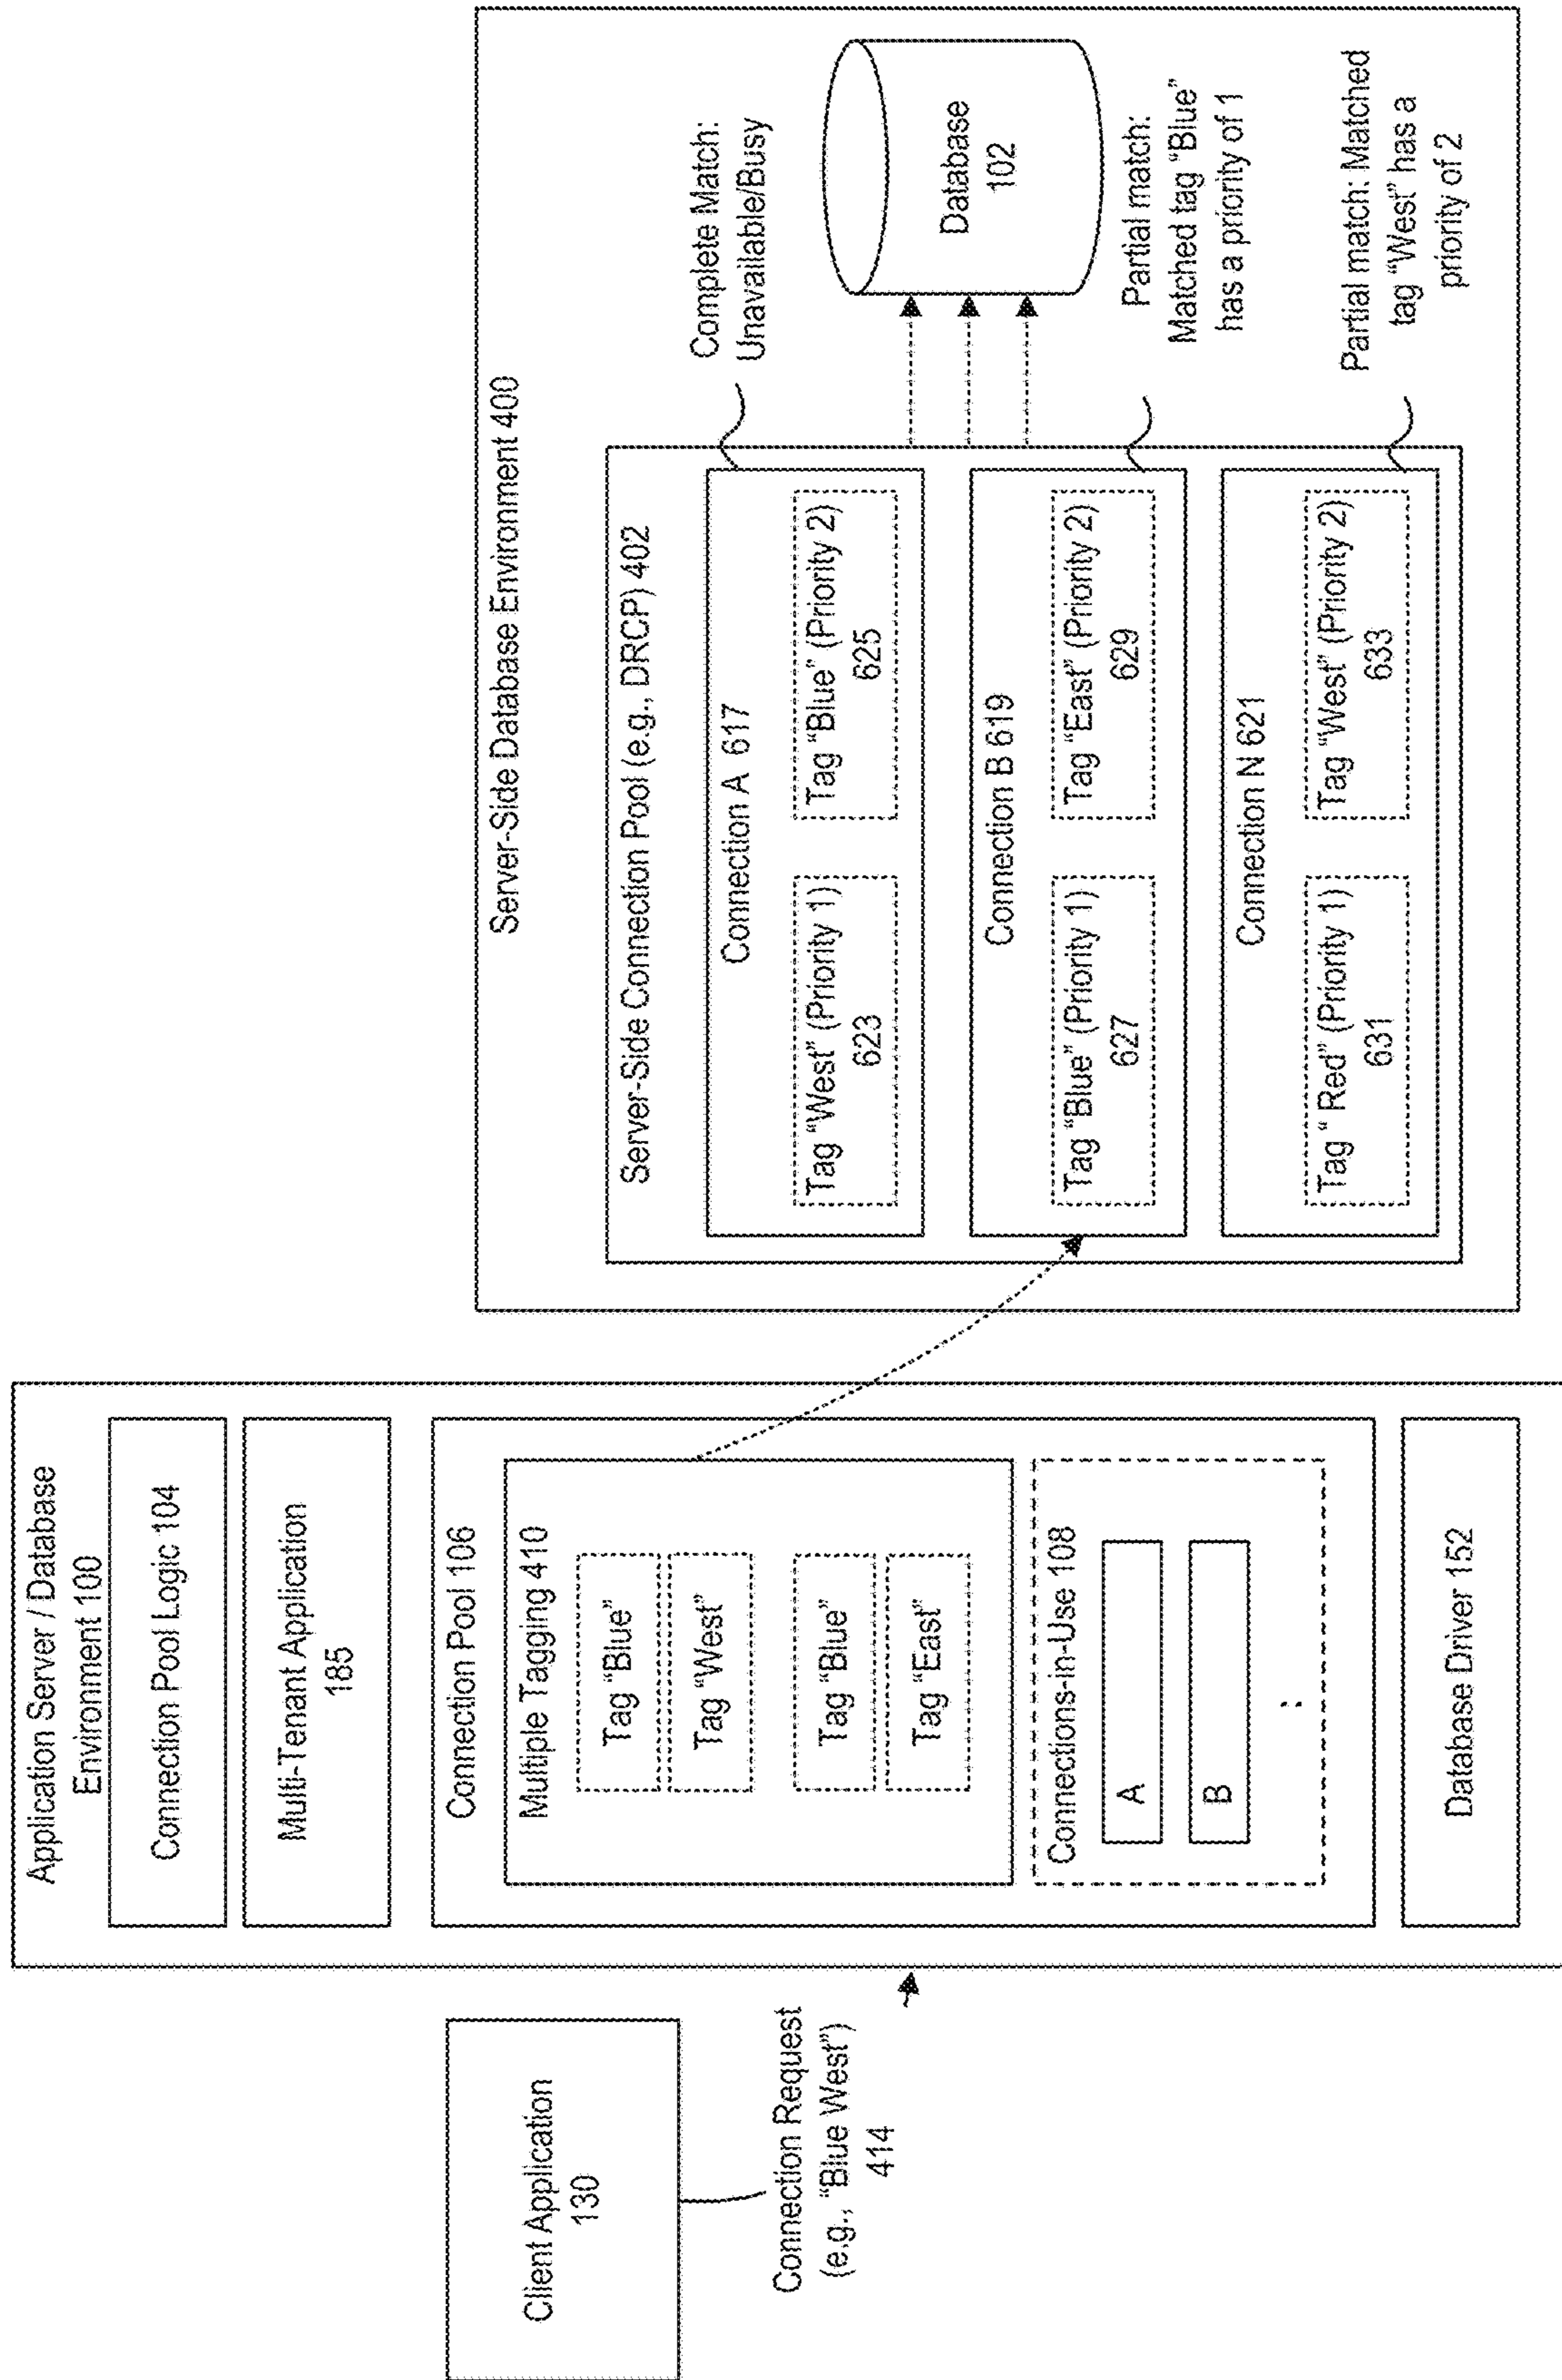 Client Application
130
Connection Request
(e.g., “Blue West”)
414
Application Server / Database
Environment 100
Connection Pool Logic 104
Multi-Tenant Application
185
Connection Pool 106
Multiple Tagging 410
Tag “Blue”
Tag “West”
Tag “Blue”
Tag “East”
Connections-in-Use 108
A
B
Database Driver 152
Server-Side Database Environment 400
Server-Side Connection Pool (e.g., DRCP) 402
Connection A 617
Tag “West” (Priority 1)
623
Tag “Blue” (Priority 2)
625
Connection B 619
Tag “Blue” (Priority 1)
627
Tag “East” (Priority 2)
629
Connection N 621
Tag “ Red” (Priority 1)
631
Tag “West” (Priority 2)
633
Complete Match:
Unavailable/Busy
Database
102
Partial match:
Matched tag “Blue”
has a priority of 1
Partial match: Matched
tag “West” has a
priority of 2